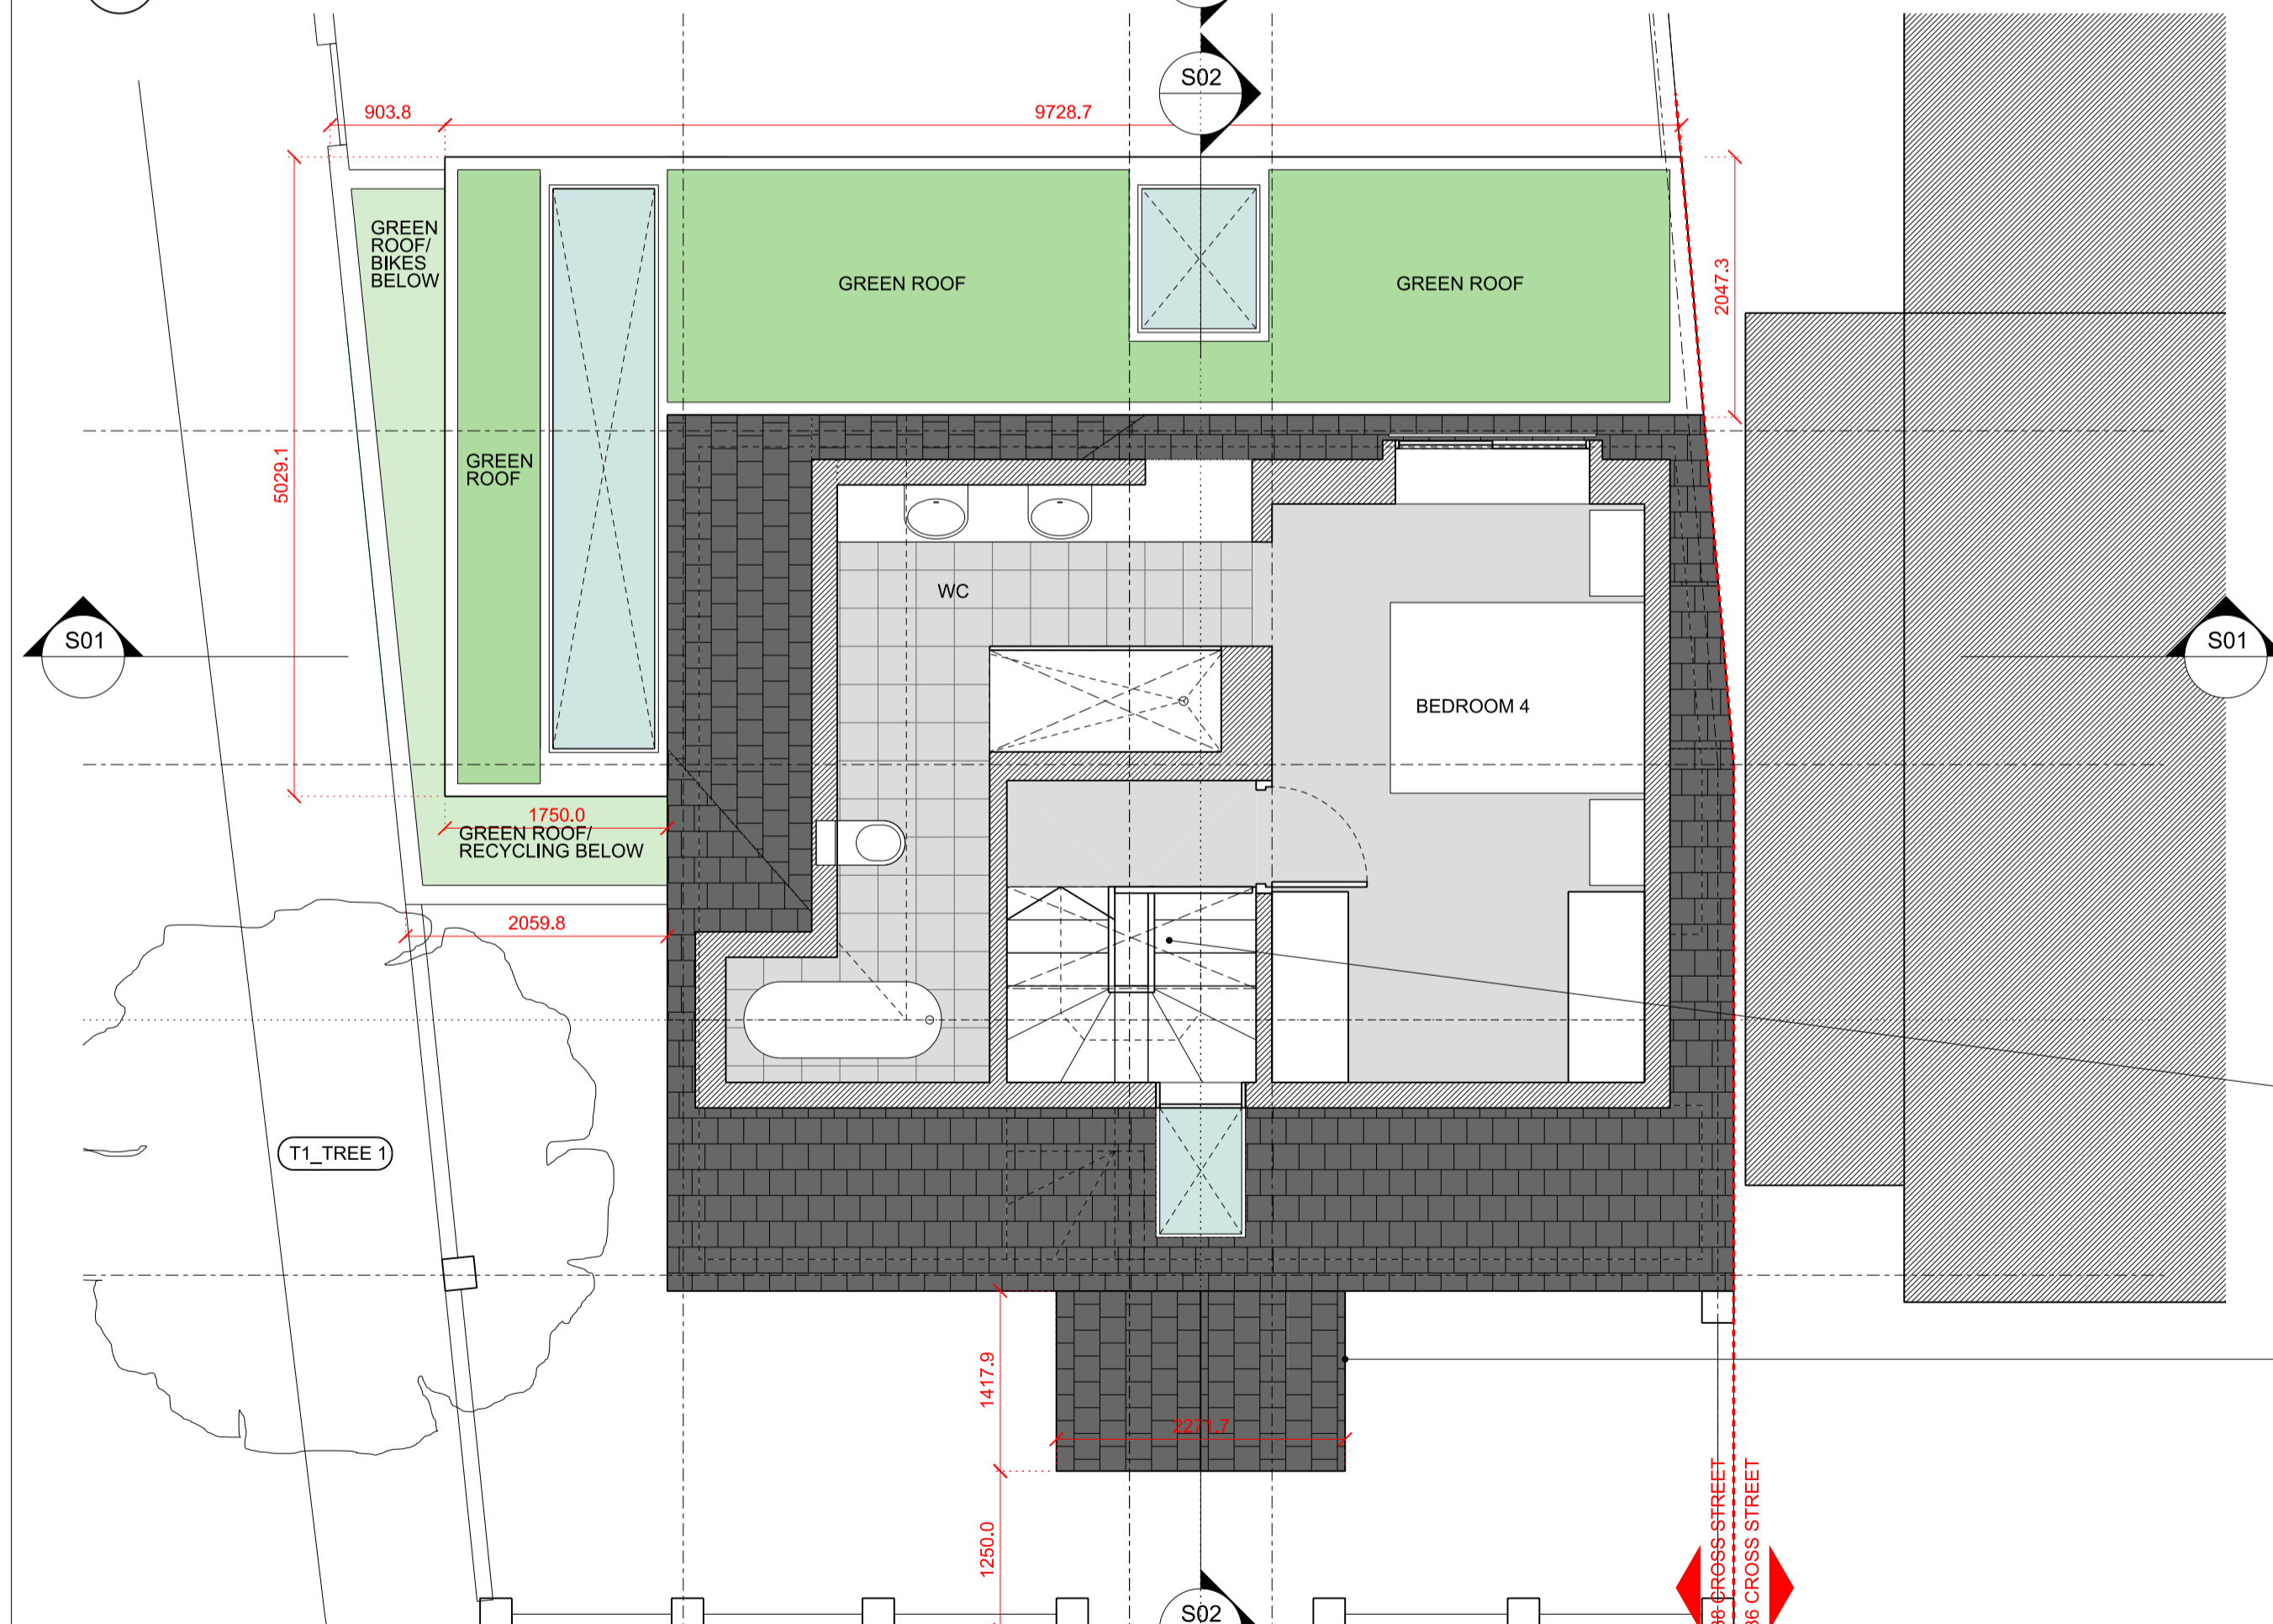 S02
903.8
9728.7
GREEN
ROOF/
BIKES
BELOW
GREEN ROOF
GREEN ROOF
2047.3
5029.1
GREEN
ROOF
WC
S01
S01
BEDROOM 4
1750.0
GREEN ROOF/
RECYCLING BELOW
2059.8
T1_TREE 1
1417.9
2271.7
1250.0
CROSS STREET
CROSS STREET
S02